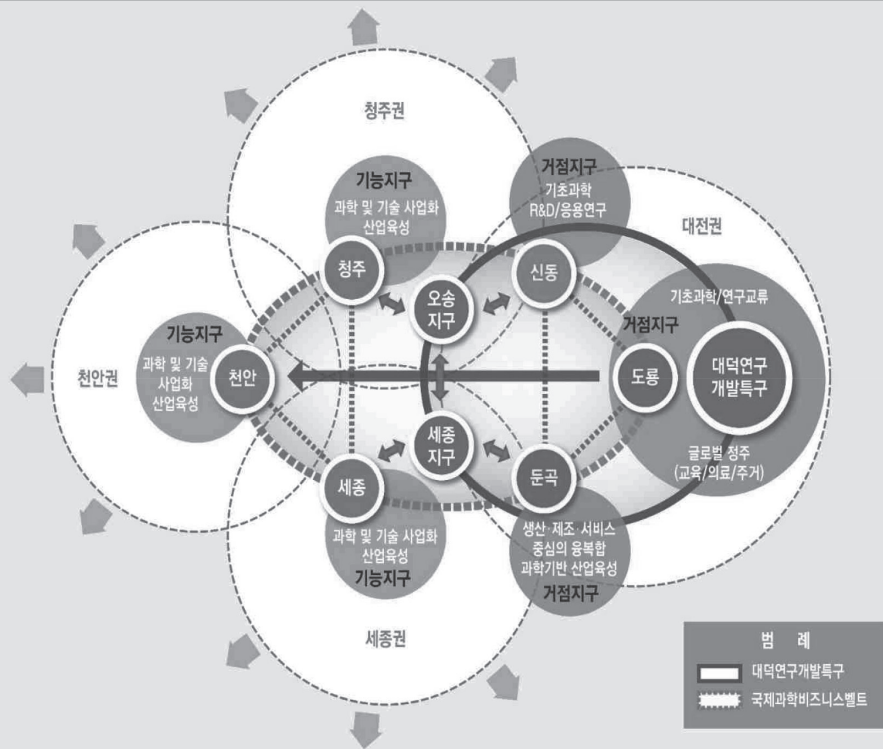 청주권
기능지구
과학 및 기술 사업화
산업육성
청주
거점지구
기초과학
R&D/응용연구
신동
대전권
오송
지구
기초과학/연구교류
거점지구
도룡
대덕연구
개발특구
글로벌 정주
(교육/의료/주거)
천안권
기능지구
과학 및 기술
사업화
산업육성
천안
세종
지구
세종
과학 및 기술 사업화
산업육성
기능지구
둔곡
생산·제조·서비스
중심의 융복합
과학기반 산업육성
거점지구
세종권
범 례
대덕연구개발특구
국제과학비즈니스벨트